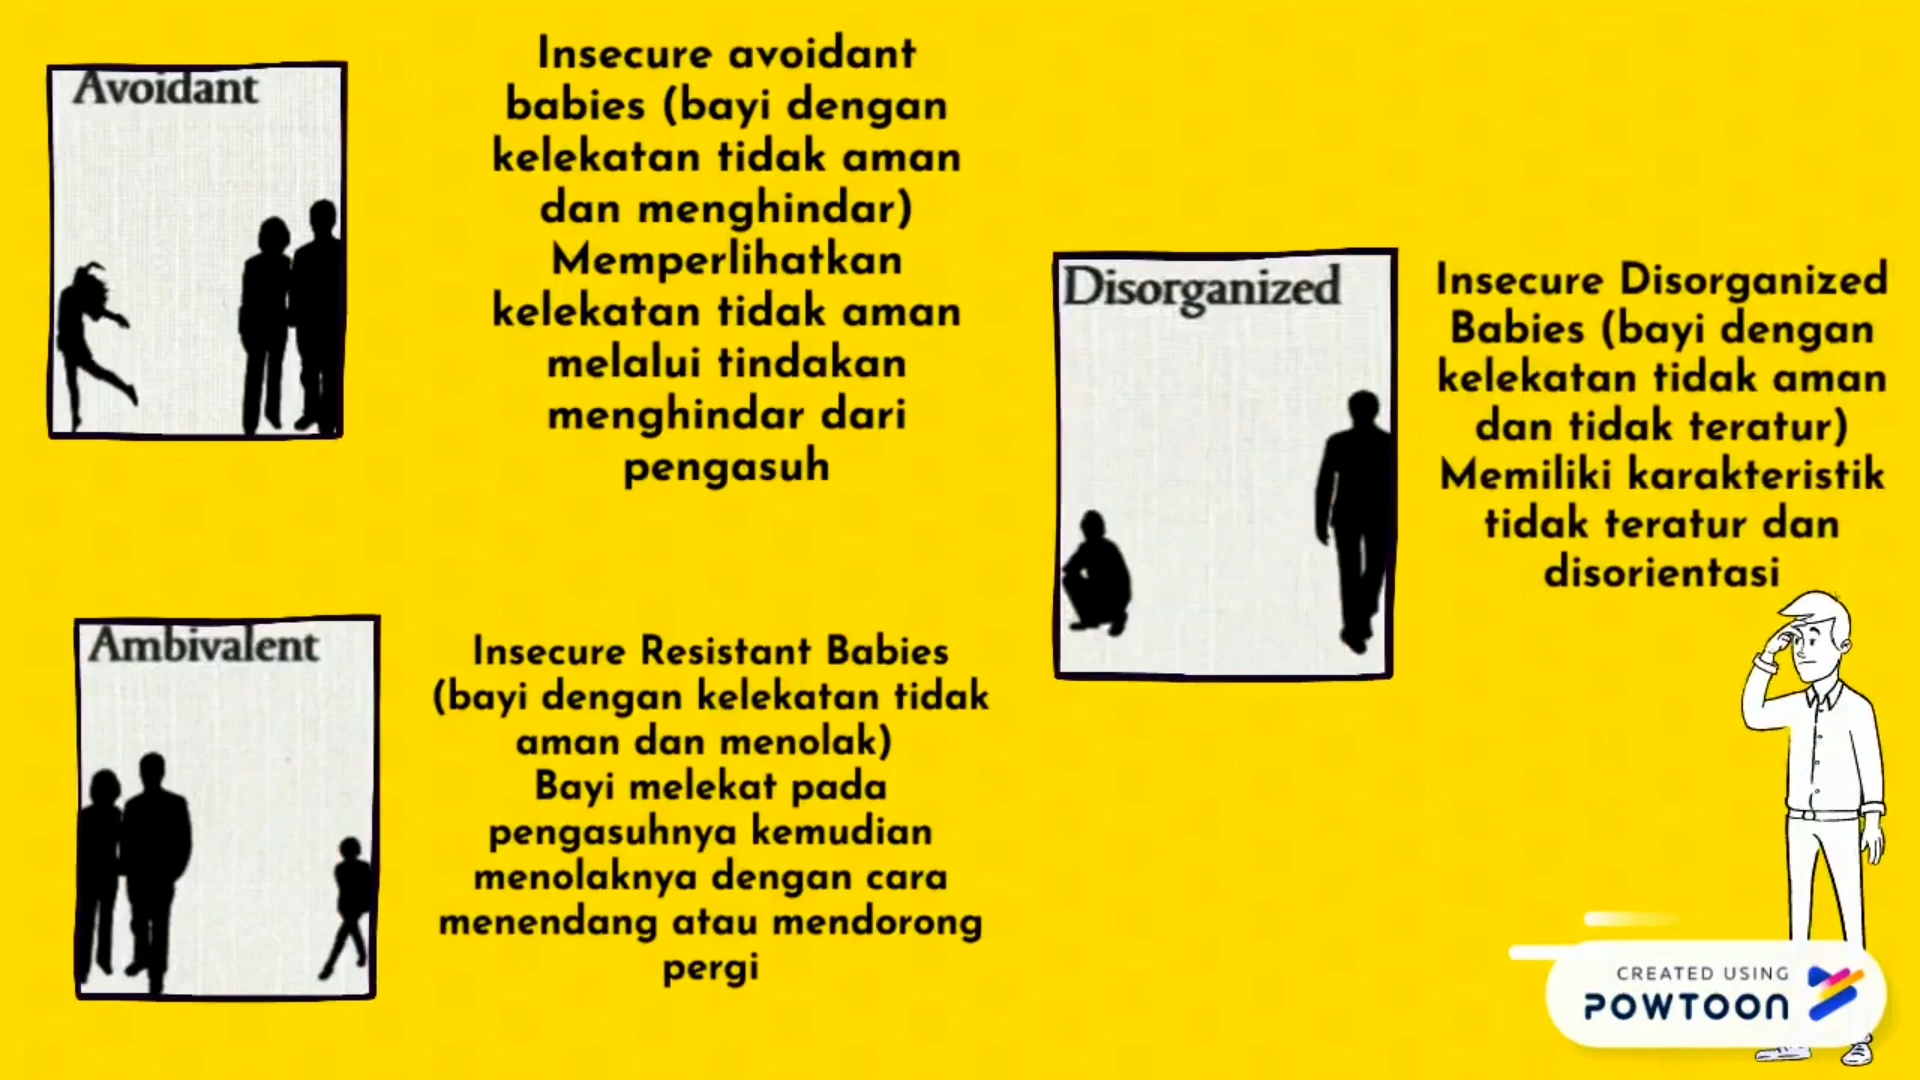 Avoidant
Insecure avoidant
babies (bayi dengan
kelekatan tidak aman
dan menghindar)
Memperlihatkan
kelekatan tidak aman
melalui tindakan
menghindar dari
pengasuh
Ambivalent
Insecure Resistant Babies
(bayi dengan kelekatan tidak
aman dan menolak)
Bayi melekat pada
pengasuhnya kemudian
menolaknya dengan cara
menendang atau mendorong
pergi
Disorganized
Insecure Disorganized
Babies (bayi dengan
kelekatan tidak aman
dan tidak teratur)
Memiliki karakteristik
tidak teratur dan
disorientasi
CREATED USING
POWTOON